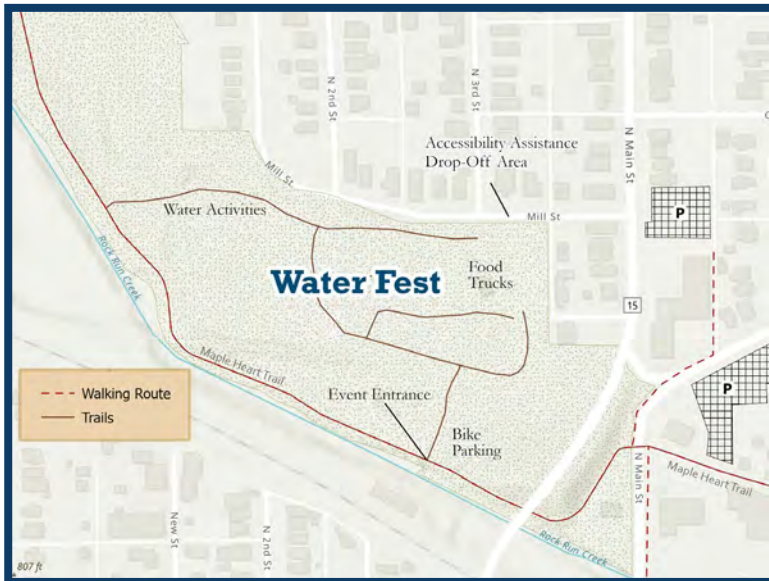 N 2nd St
N 3rd St
N Main St
Accessibility Assistance
Drop-Off Area
Mill St
Mill St
P
Water Activities
Rock Run Creek
Water Fest
Food
Trucks
15
Maple Heart Trail
P
Walking Route
Trails
Event Entrance
Bike
Parking
N Main St
Maple Heart Trail
New St
N 2nd St
Rock Run Creek
807 ft